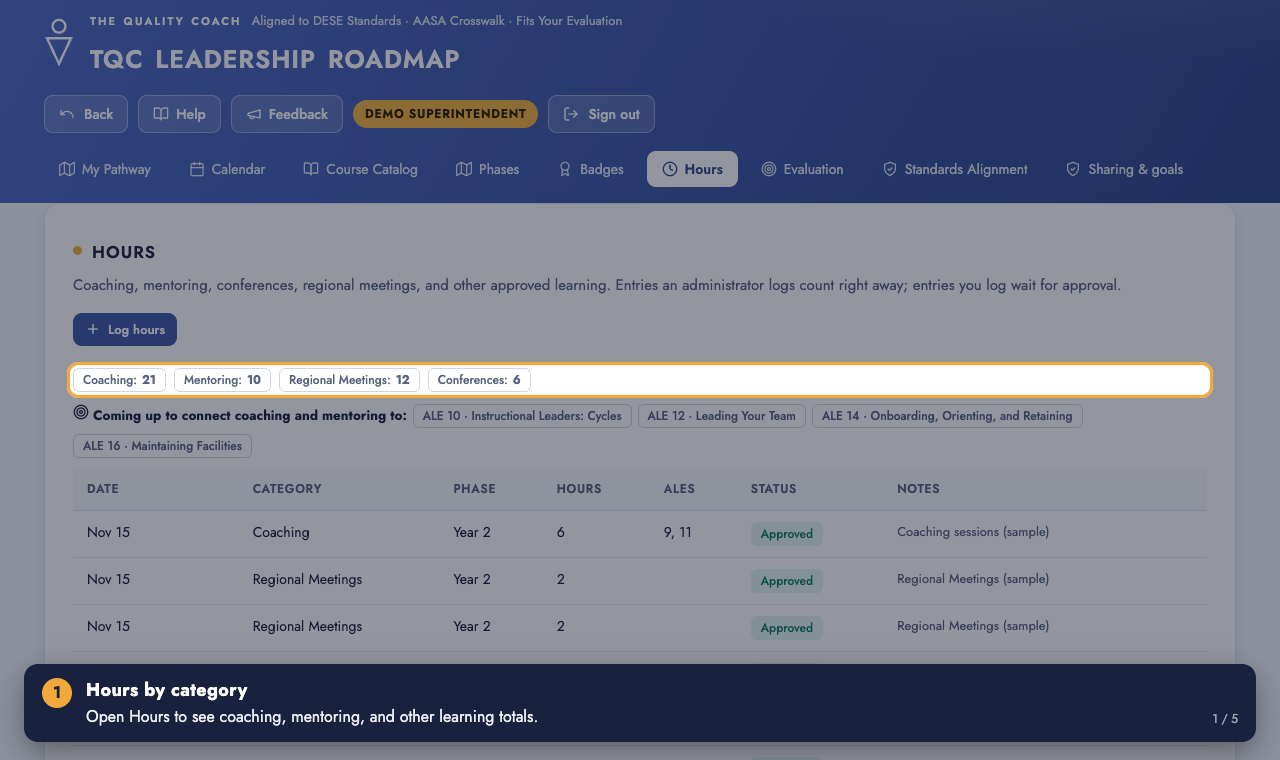 THE QUALITY COACH Aligned to DESE Standards · AASA Crosswalk · Fits Your Evaluation
TQC LEADERSHIP ROADMAP
Back Help Feedback DEMO SUPERINTENDENT Sign out
My Pathway Calendar Course Catalog Phases Badges Hours Evaluation Standards Alignment Sharing & goals
HOURS
Coaching, mentoring, conferences, regional meetings, and other approved learning. Entries an administrator logs count right away; entries you log wait for approval.
+ Log hours
Coaching: 21 Mentoring: 10 Regional Meetings: 12 Conferences: 6
Coming up to connect coaching and mentoring to: ALE 10 · Instructional Leaders: Cycles ALE 12 · Leading Your Team ALE 14 · Onboarding, Orienting, and Retaining
ALE 16 · Maintaining Facilities
DATE CATEGORY PHASE HOURS ALES STATUS NOTES
Nov 15 Coaching Year 2 6 9, 11 Approved Coaching sessions (sample)
Nov 15 Regional Meetings Year 2 2 Approved Regional Meetings (sample)
Nov 15 Regional Meetings Year 2 2 Approved Regional Meetings (sample)
1 Hours by category
Open Hours to see coaching, mentoring, and other learning totals.
1 / 5